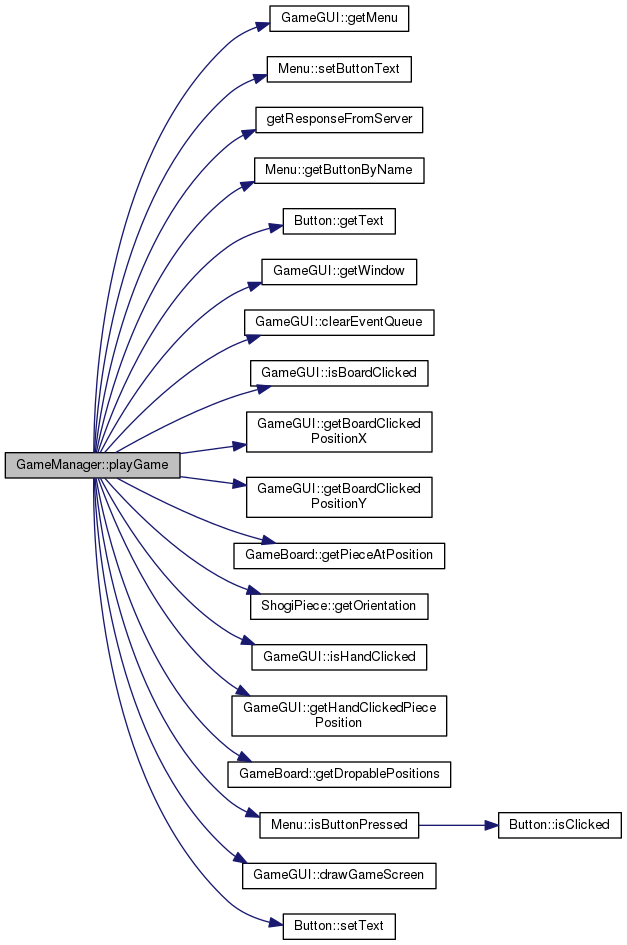 GameGUI::getMenu
Menu::setButtonText
getResponseFromServer
Menu::getButtonByName
Button::getText
GameGUI::getWindow
GameGUI::clearEventQueue
GameGUI::isBoardClicked
GameGUI::getBoardClicked
PositionX
GameManager::playGame
GameGUI::getBoardClicked
PositionY
GameBoard::getPieceAtPosition
ShogiPiece::getOrientation
GameGUI::isHandClicked
GameGUI::getHandClickedPiece
Position
GameBoard::getDropablePositions
Menu::isButtonPressed
Button::isClicked
GameGUI::drawGameScreen
Button::setText